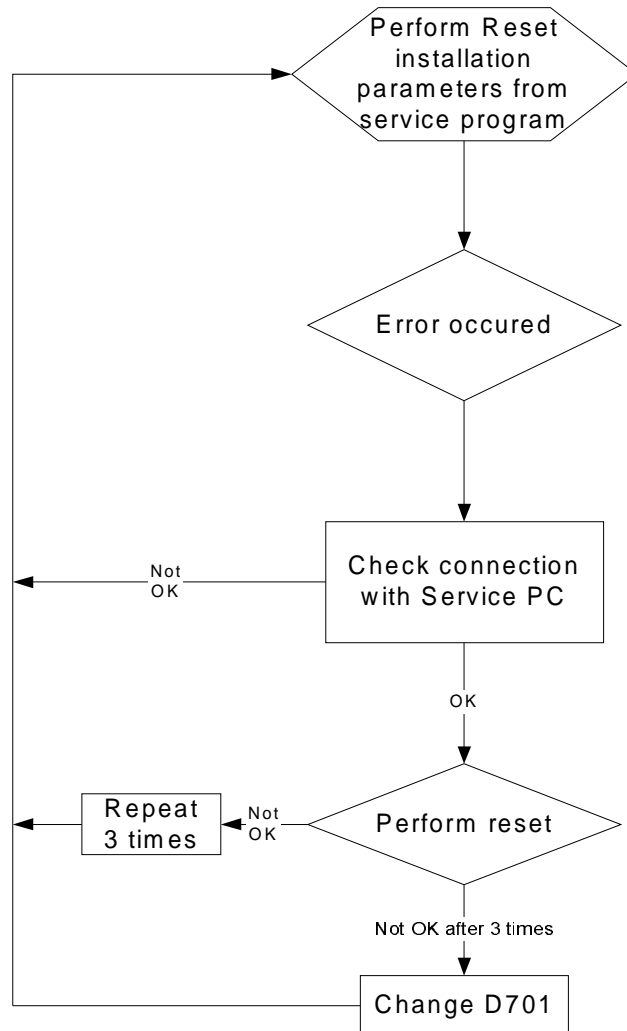 Perform Reset
installation
parameters from
service program
Error occured
Check connection
with Service PC
Not
OK
OK
Perform reset
Not
OK
Repeat
3 times
Not OK after 3 times
Change D701